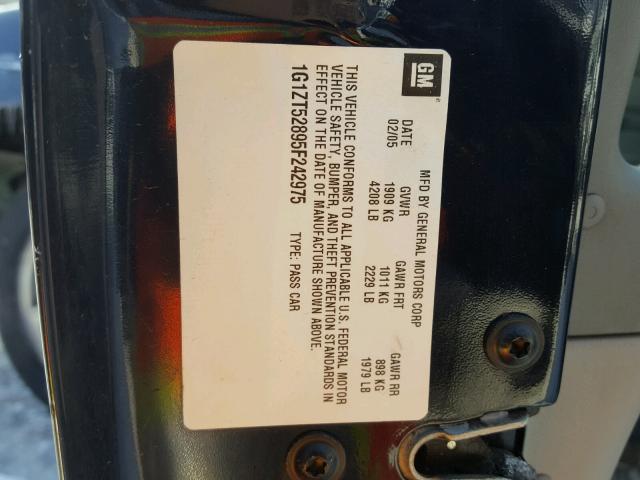 GM
MFD BY GENERAL MOTORS CORP
DATE GVWR GAWR FRT GAWR RR
02/05 1909 KG 1011 KG 898 KG
4208 LB 2229 LB 1979 LB
THIS VEHICLE CONFORMS TO ALL APPLICABLE U.S. FEDERAL MOTOR
VEHICLE SAFETY, BUMPER, AND THEFT PREVENTION STANDARDS IN
EFFECT ON THE DATE OF MANUFACTURE SHOWN ABOVE.
1G1ZT52895F242975 TYPE: PASS CAR